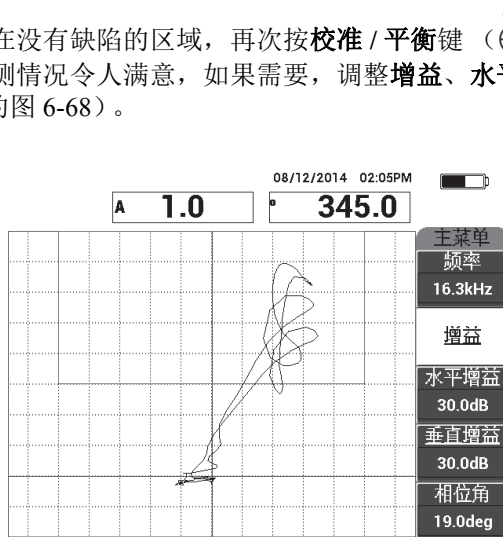 在没有缺陷的区域，再次按校准 / 平衡键 （
测情况令人满意，如果需要，调整增益、水平
的图 6-68）。
08/12/2014 02:05PM
A 1.0 ° 345.0
主菜单
频率
16.3kHz
增益
水平增益
30.0dB
垂直增益
30.0dB
相位角
19.0deg